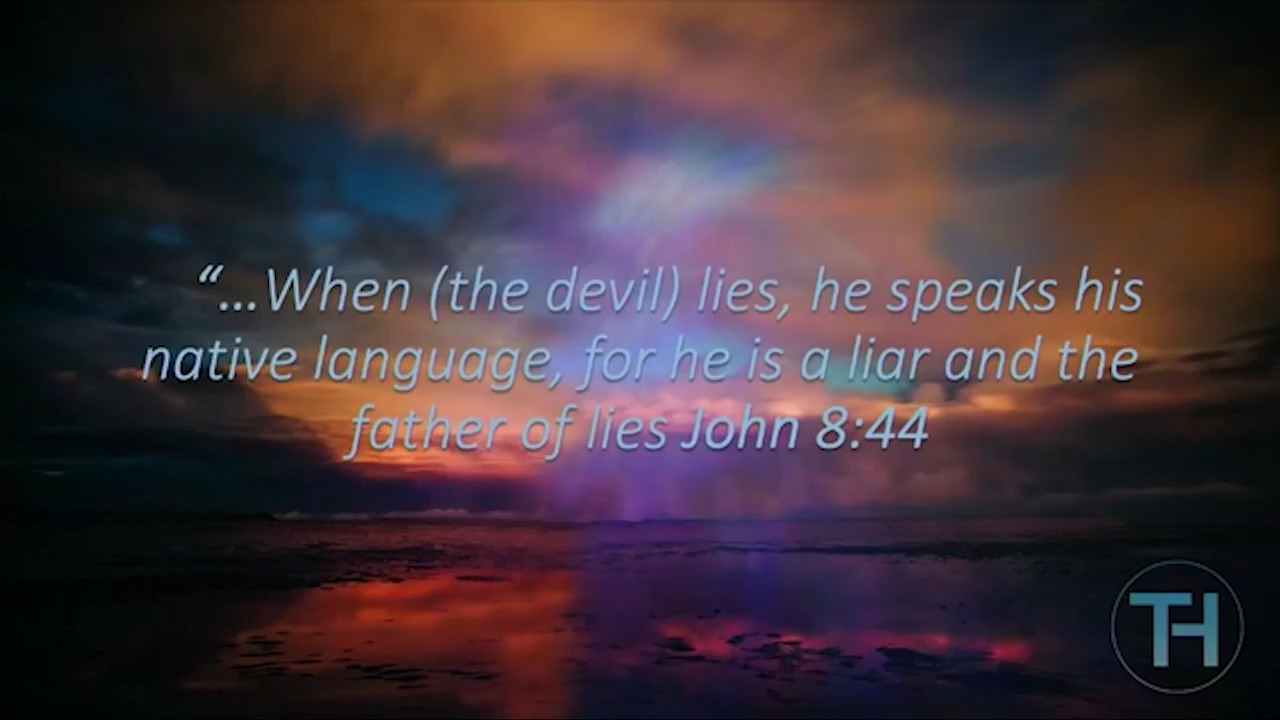 “...When (the devil) lies, he speaks his
native language, for he is a liar and the
father of lies John 8:44
TH